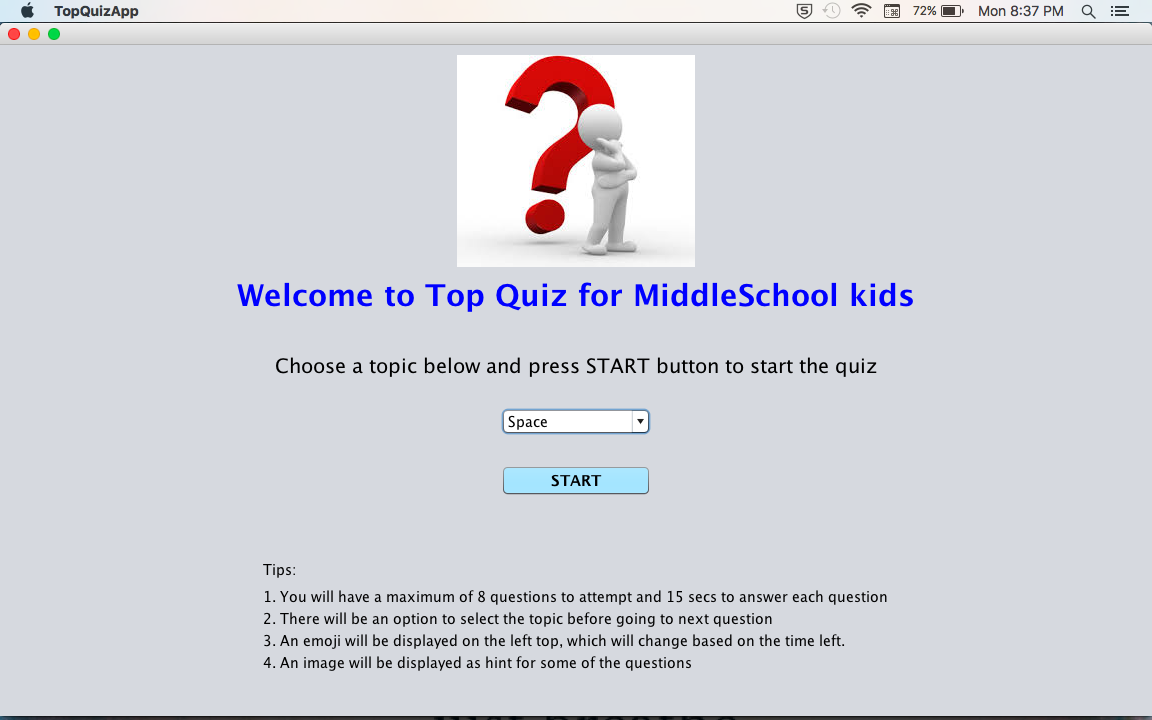 TopQuizApp 72% Mon 8:37 PM
Welcome to Top Quiz for MiddleSchool kids
Choose a topic below and press START button to start the quiz
Space
START
Tips:
1. You will have a maximum of 8 questions to attempt and 15 secs to answer each question
2. There will be an option to select the topic before going to next question
3. An emoji will be displayed on the left top, which will change based on the time left.
4. An image will be displayed as hint for some of the questions